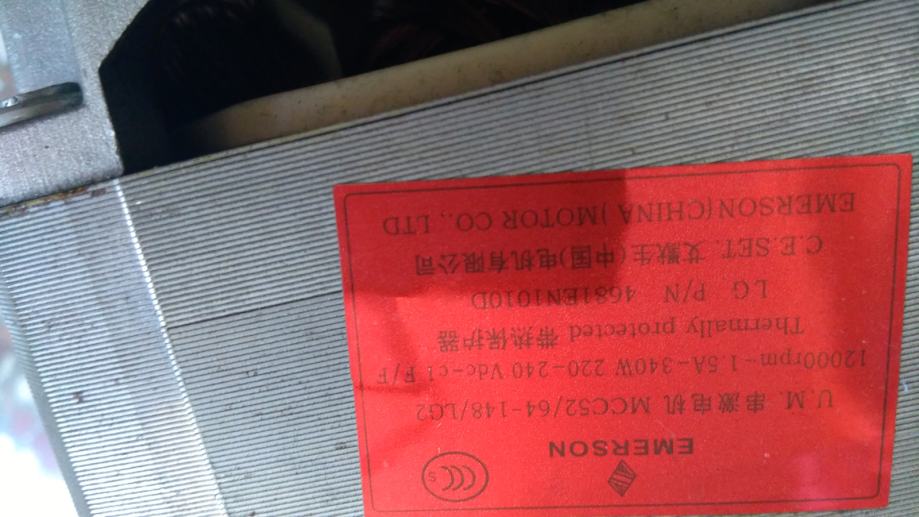 CCC S
EMERSON
U.M. 串激电机 MCC52/64-148/LG2
12000rpm-1.5A-340W 220-240 Vdc-cl F/F
Thermally protected 带热保护器
LG P/N 4681EN1010D
C.E.SET. 艾默生(中国)电机有限公司
EMERSON(CHINA )MOTOR CO., LTD